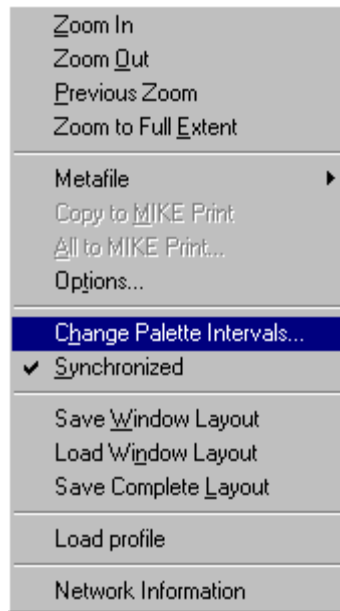 Zoom In
Zoom Out
Previous Zoom
Zoom to Full Extent
Metafile
Copy to MIKE Print
All to MIKE Print...
Options...
Change Palette Intervals...
Synchronized
Save Window Layout
Load Window Layout
Save Complete Layout
Load profile
Network Information